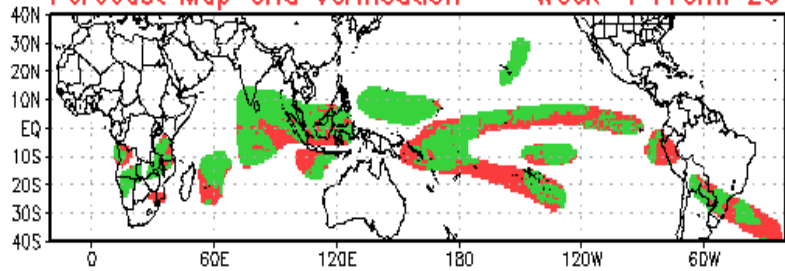 Forecast Map and Verification Week-1 From: 20
40N
30N
20N
10N
EQ
10S
20S
30S
40S
0 60E 120E 180 120W 60W